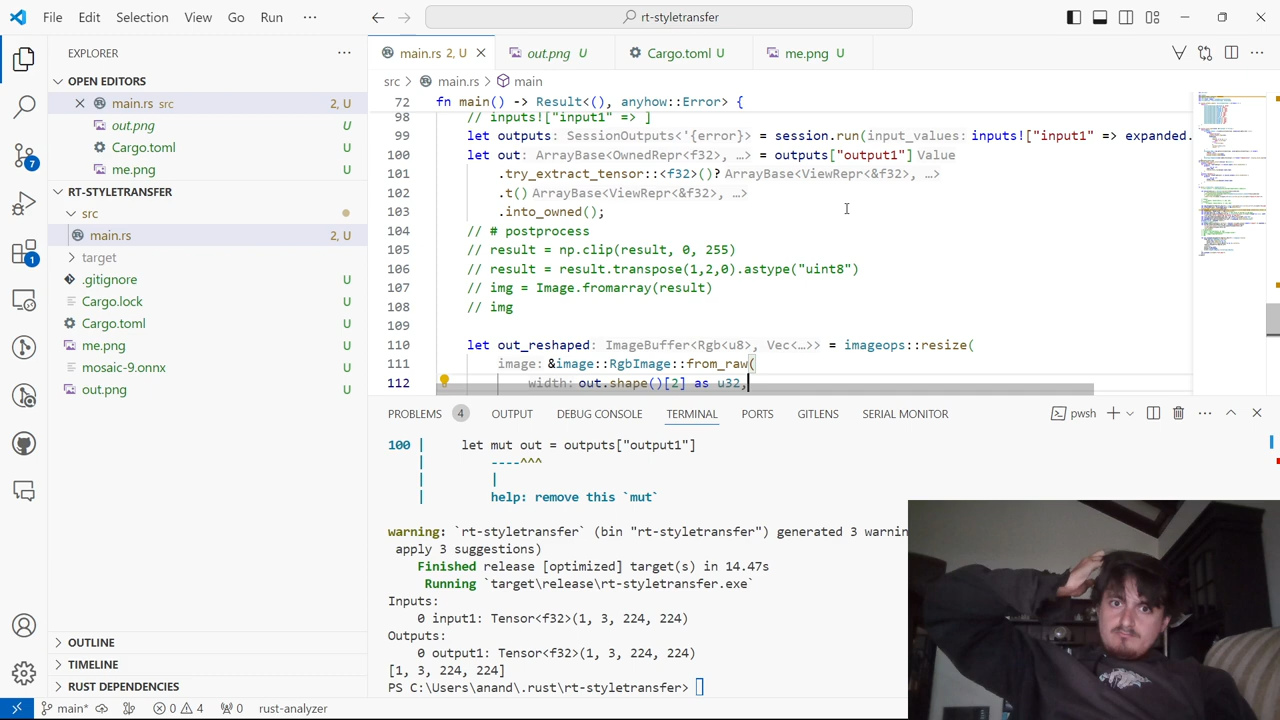 File Edit Selection View Go Run ··· rt-styletransfer
EXPLORER ···
OPEN EDITORS
main.rs src 2, U
out.png U
Cargo.toml U
me.png U
RT-STYLETRANSFER
src
main.rs 2, U
target
.gitignore U
Cargo.lock U
Cargo.toml U
me.png U
mosaic-9.onnx U
out.png U
OUTLINE
TIMELINE
RUST DEPENDENCIES
7
1
main.rs 2, U out.png U Cargo.toml U me.png U
src > main.rs > main
72 fn main() -> Result<(), anyhow::Error> {
98 // inputs!["input1" => ]
99 let outputs SessionOutputs<'{error}> = session.run(input_values: inputs!["input1" => expanded.
100 let out ArrayBase<OwnedRepr<f32>, …> = outputs["output1"] Value
101 .extract_tensor::<f32>()? ArrayBase<ViewRepr<&f32>, …>
102 ArrayBase<ViewRepr<&f32>, …>
103 .into_owned();
104 // # postprocess
105 // result = np.clip(result, 0, 255)
106 // result = result.transpose(1,2,0).astype("uint8")
107 // img = Image.fromarray(result)
108 // img
109
110 let out_reshaped ImageBuffer<Rgb<u8>, Vec<…>> = imageops::resize(
111 image: &image::RgbImage::from_raw(
112 width: out.shape()[2] as u32,
PROBLEMS 4 OUTPUT DEBUG CONSOLE TERMINAL PORTS GITLENS SERIAL MONITOR pwsh
100 | let mut out = outputs["output1"]
| ----^^^
| |
| help: remove this `mut`
warning: `rt-styletransfer` (bin "rt-styletransfer") generated 3 warnin
apply 3 suggestions)
Finished release [optimized] target(s) in 14.47s
Running `target\release\rt-styletransfer.exe`
Inputs:
0 input1: Tensor<f32>(1, 3, 224, 224)
Outputs:
0 output1: Tensor<f32>(1, 3, 224, 224)
[1, 3, 224, 224]
PS C:\Users\anand\.rust\rt-styletransfer>
main* 0 4 0 rust-analyzer